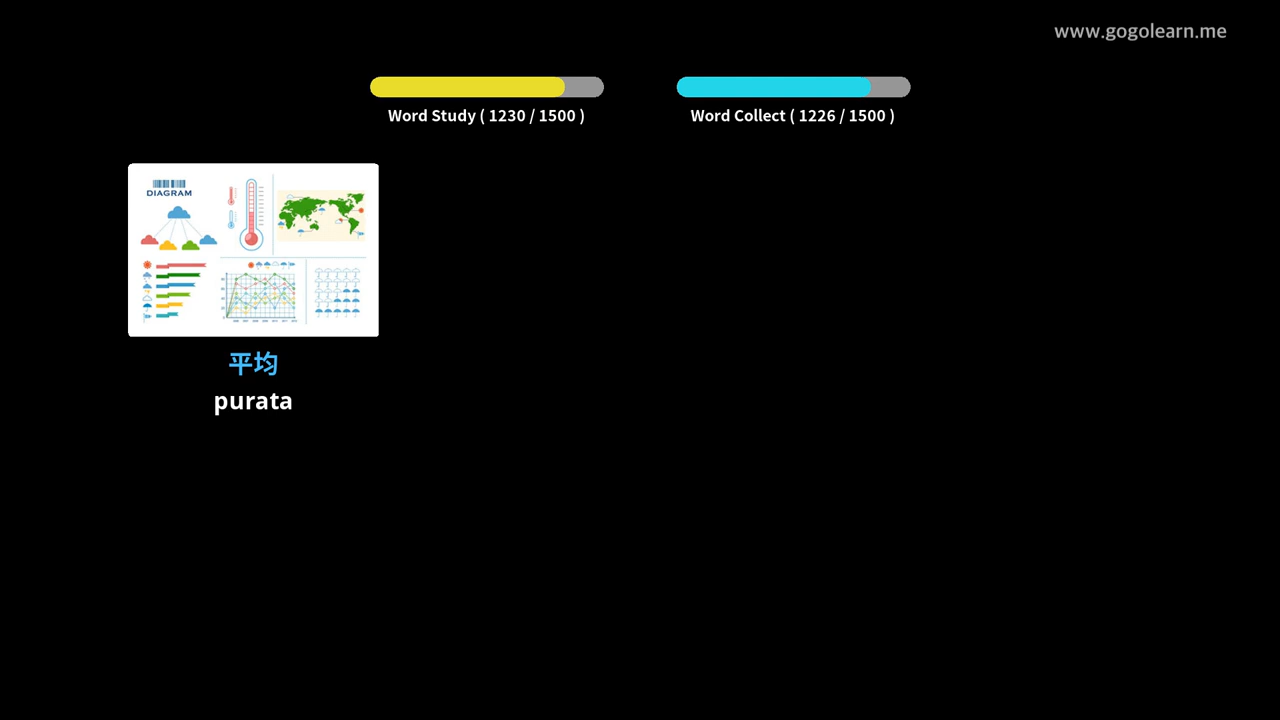 www.gogolearn.me
Word Study ( 1230 / 1500 )
Word Collect ( 1226 / 1500 )
DIAGRAM
平均
purata